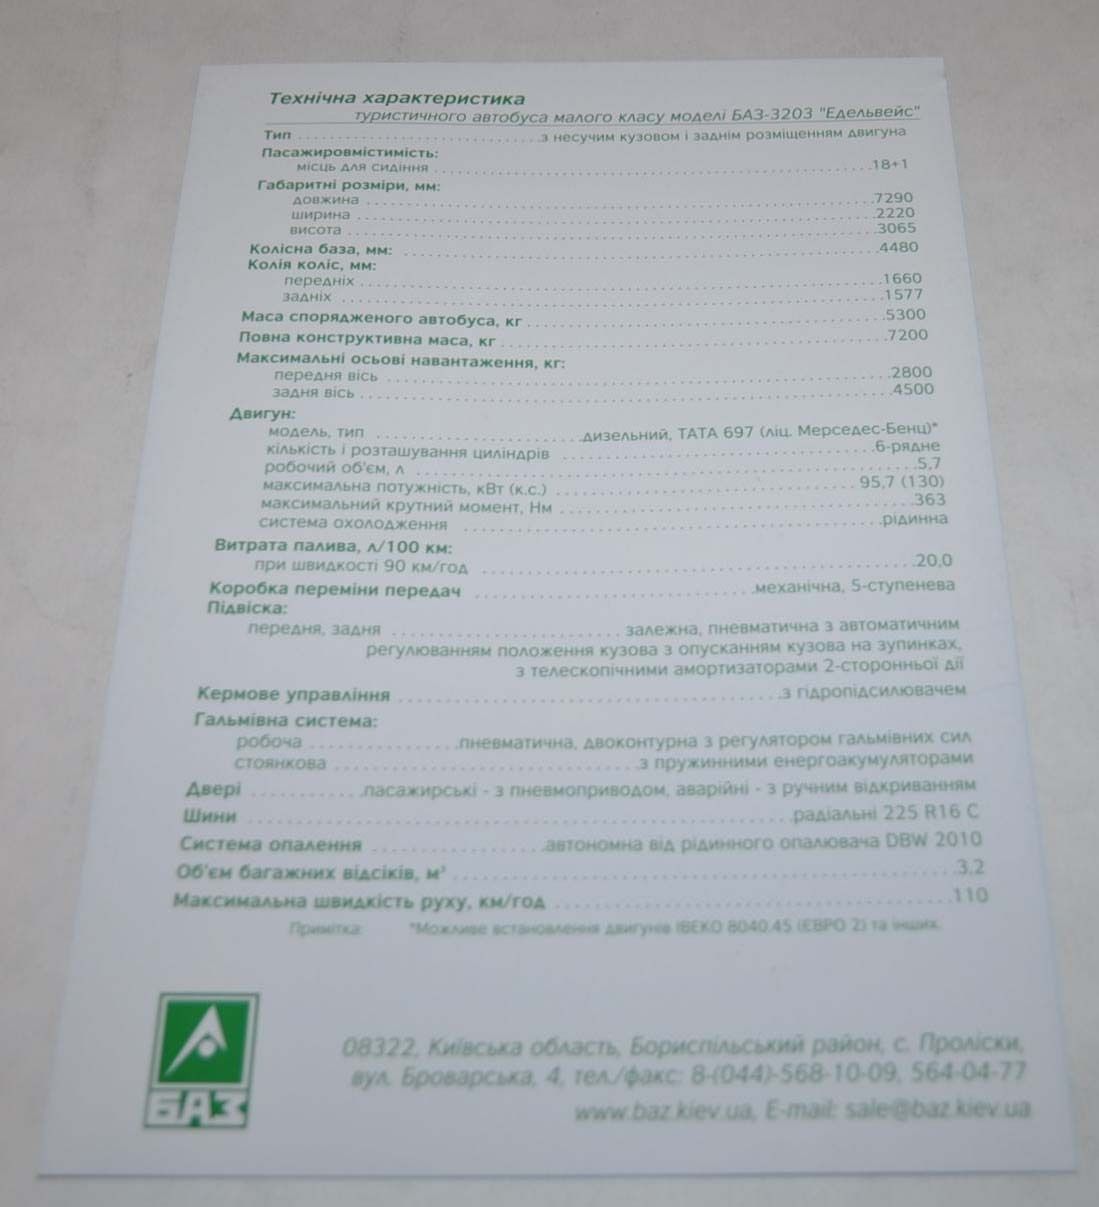 Технічна характеристика
туристичного автобуса малого класу моделі БАЗ-3203 "Едельвейс"
Тип ..................... з несучим кузовом і заднім розміщенням двигуна
Пасажировмістимість:
місць для сидіння ..................... 18+1
Габаритні розміри, мм:
довжина ..................... 7290
ширина ..................... 2220
висота ..................... 3065
Колісна база, мм: ..................... 4480
Колія коліс, мм:
передніх ..................... 1660
задніх ..................... 1577
Маса спорядженого автобуса, кг ..................... 5300
Повна конструктивна маса, кг ..................... 7200
Максимальні осьові навантаження, кг:
передня вісь ..................... 2800
задня вісь ..................... 4500
Двигун:
модель, тип ..................... дизельний, ТАТА 697 (ліц. Мерседес-Бенц)*
кількість і розташування циліндрів ..................... 6-рядне
робочий об'єм, л ..................... 5,7
максимальна потужність, кВт (к.с.) ..................... 95,7 (130)
максимальний крутний момент, Нм ..................... 363
система охолодження ..................... рідинна
Витрата палива, л/100 км:
при швидкості 90 км/год ..................... 20,0
Коробка переміни передач ..................... механічна, 5-ступенева
Підвіска:
передня, задня ..................... залежна, пневматична з автоматичним
регулюванням положення кузова з опусканням кузова на зупинках,
з телескопічними амортизаторами 2-сторонньої дії
Кермове управління ..................... з гідропідсилювачем
Гальмівна система:
робоча ..................... пневматична, двоконтурна з регулятором гальмівних сил
стоянкова ..................... з пружинними енергоакумуляторами
Двері ..................... пасажирські - з пневмоприводом, аварійні - з ручним відкриванням
Шини ..................... радіальні 225 R16 C
Система опалення ..................... автономна від рідинного опалювача DBW 2010
Об'єм багажних відсіків, м³ ..................... 3,2
Максимальна швидкість руху, км/год ..................... 110
Примітка: *Можливе встановлення двигунів ІВЕКО 8040.45 (ЄВРО 2) та інших.
БАЗ
08322, Київська область, Бориспільський район, с. Проліски,
вул. Броварська, 4, тел./факс: 8-(044)-568-10-09, 564-04-77
www.baz.kiev.ua, E-mail: sale@baz.kiev.ua